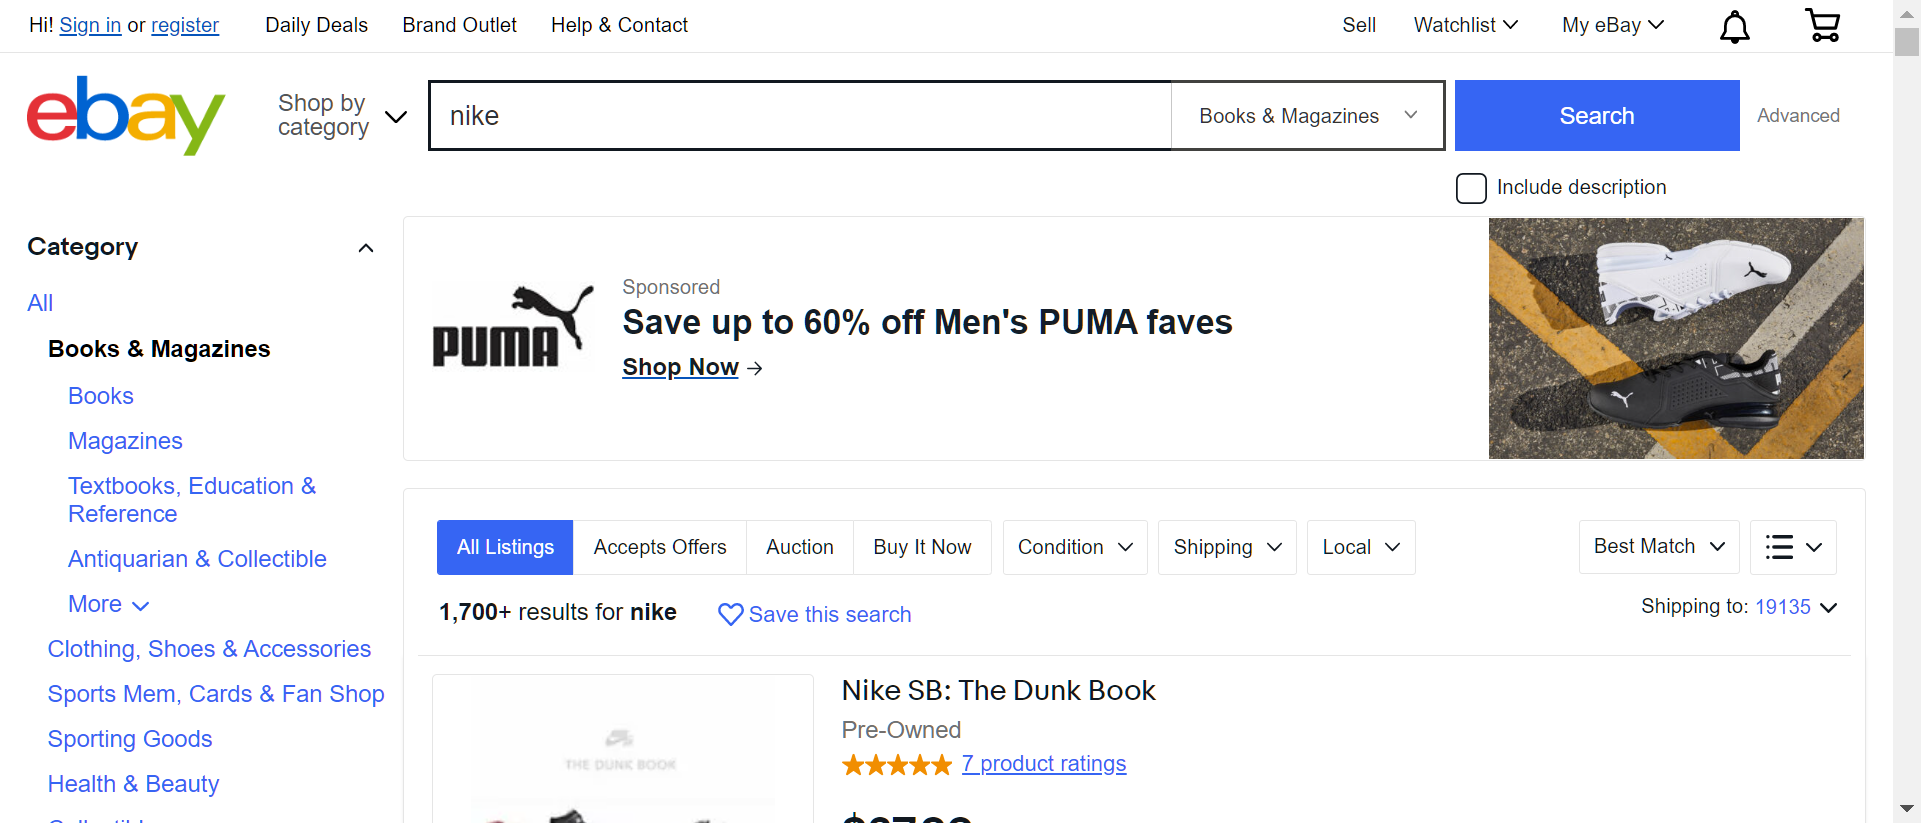 Hi! Sign in or register Daily Deals Brand Outlet Help & Contact Sell Watchlist My eBay
ebay
Shop by
category
nike
Books & Magazines
Search
Advanced
Include description
Category
All
Books & Magazines
Books
Magazines
Textbooks, Education &
Reference
Antiquarian & Collectible
More
Clothing, Shoes & Accessories
Sports Mem, Cards & Fan Shop
Sporting Goods
Health & Beauty
PUMA
Sponsored
Save up to 60% off Men's PUMA faves
Shop Now →
All Listings Accepts Offers Auction Buy It Now Condition Shipping Local Best Match
1,700+ results for nike Save this search
Shipping to: 19135
THE DUNK BOOK
Nike SB: The Dunk Book
Pre-Owned
7 product ratings